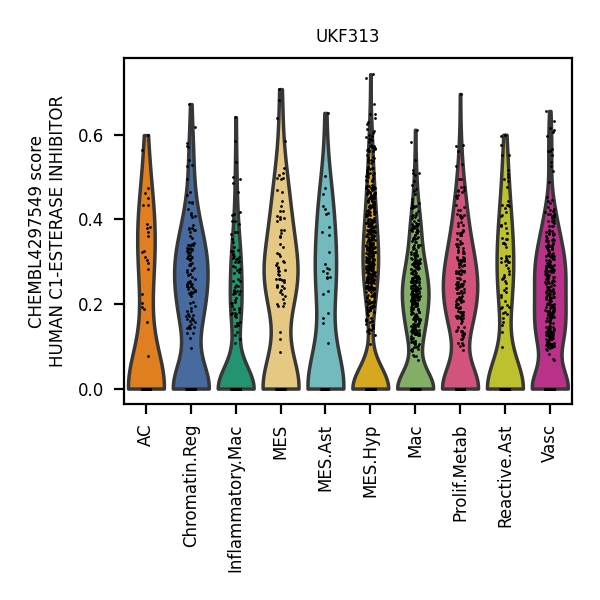 UKF313
CHEMBL4297549 score
HUMAN C1-ESTERASE INHIBITOR
0.6
0.4
0.2
0.0
AC
Chromatin.Reg
Inflammatory.Mac
MES
MES.Ast
MES.Hyp
Mac
Prolif.Metab
Reactive.Ast
Vasc